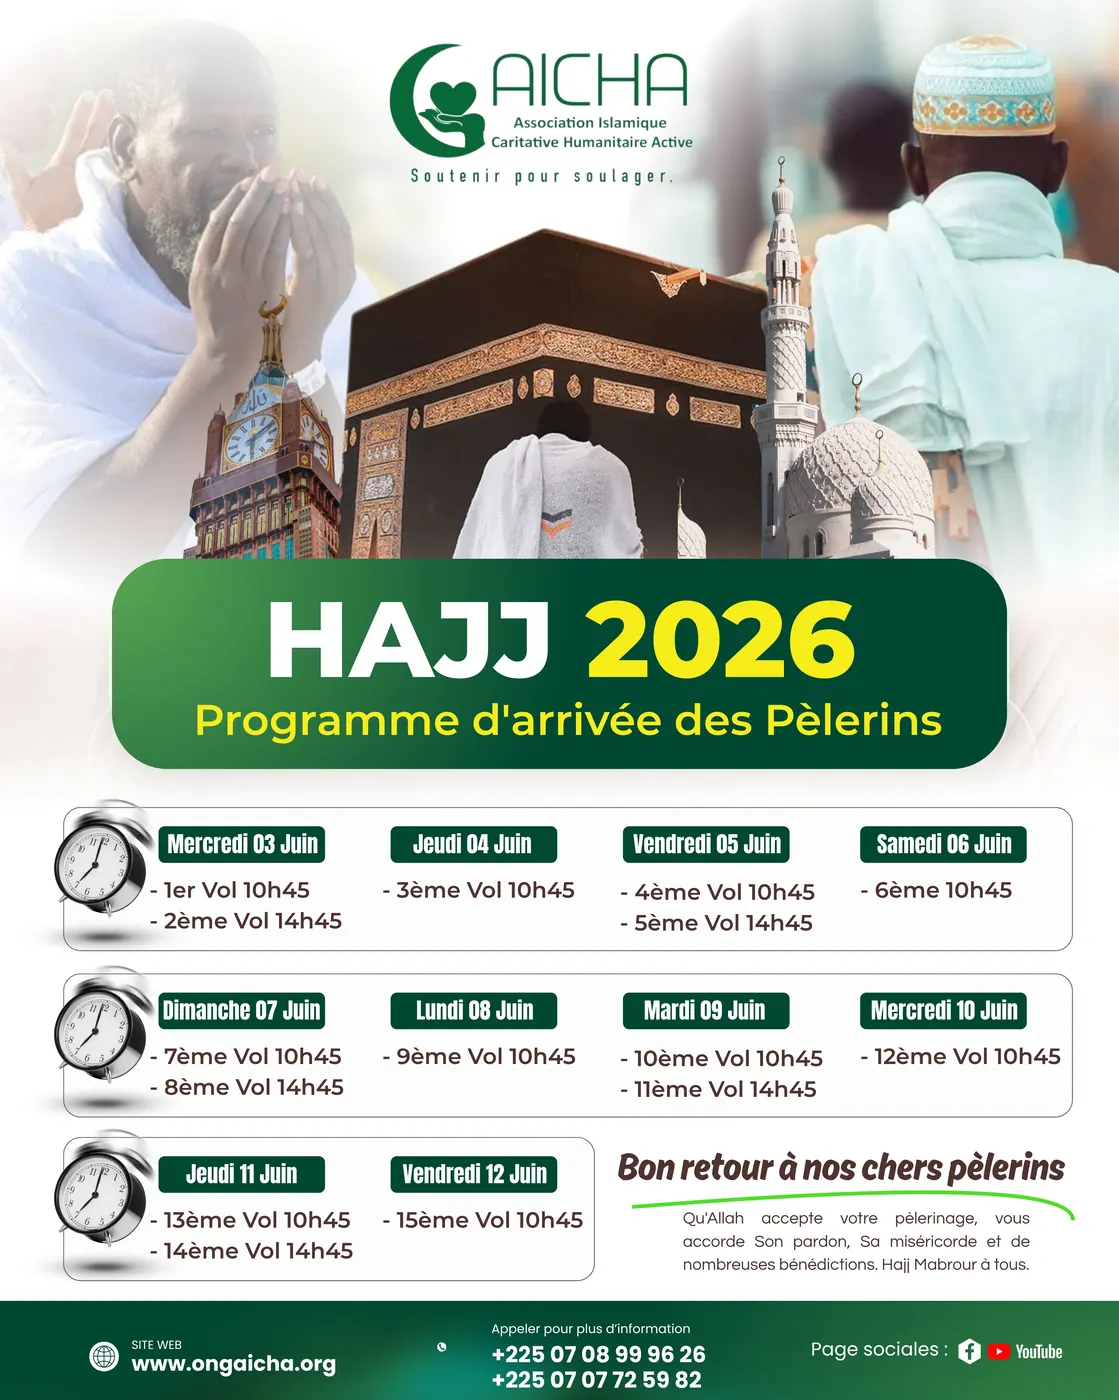 AICHA
Association Islamique
Caritative Humanitaire Active
Soutenir pour soulager.
HAJJ 2026
Programme d'arrivée des Pèlerins
Mercredi 03 Juin
- 1er Vol 10h45
- 2ème Vol 14h45
Jeudi 04 Juin
- 3ème Vol 10h45
Vendredi 05 Juin
- 4ème Vol 10h45
- 5ème Vol 14h45
Samedi 06 Juin
- 6ème 10h45
Dimanche 07 Juin
- 7ème Vol 10h45
- 8ème Vol 14h45
Lundi 08 Juin
- 9ème Vol 10h45
Mardi 09 Juin
- 10ème Vol 10h45
- 11ème Vol 14h45
Mercredi 10 Juin
- 12ème Vol 10h45
Jeudi 11 Juin
- 13ème Vol 10h45
- 14ème Vol 14h45
Vendredi 12 Juin
- 15ème Vol 10h45
Bon retour à nos chers pèlerins
Qu'Allah accepte votre pèlerinage, vous
accorde Son pardon, Sa miséricorde et de
nombreuses bénédictions. Hajj Mabrour à tous.
SITE WEB
www.ongaicha.org
Appeler pour plus d'information
+225 07 08 99 96 26
+225 07 07 72 59 82
Page sociales :
YouTube